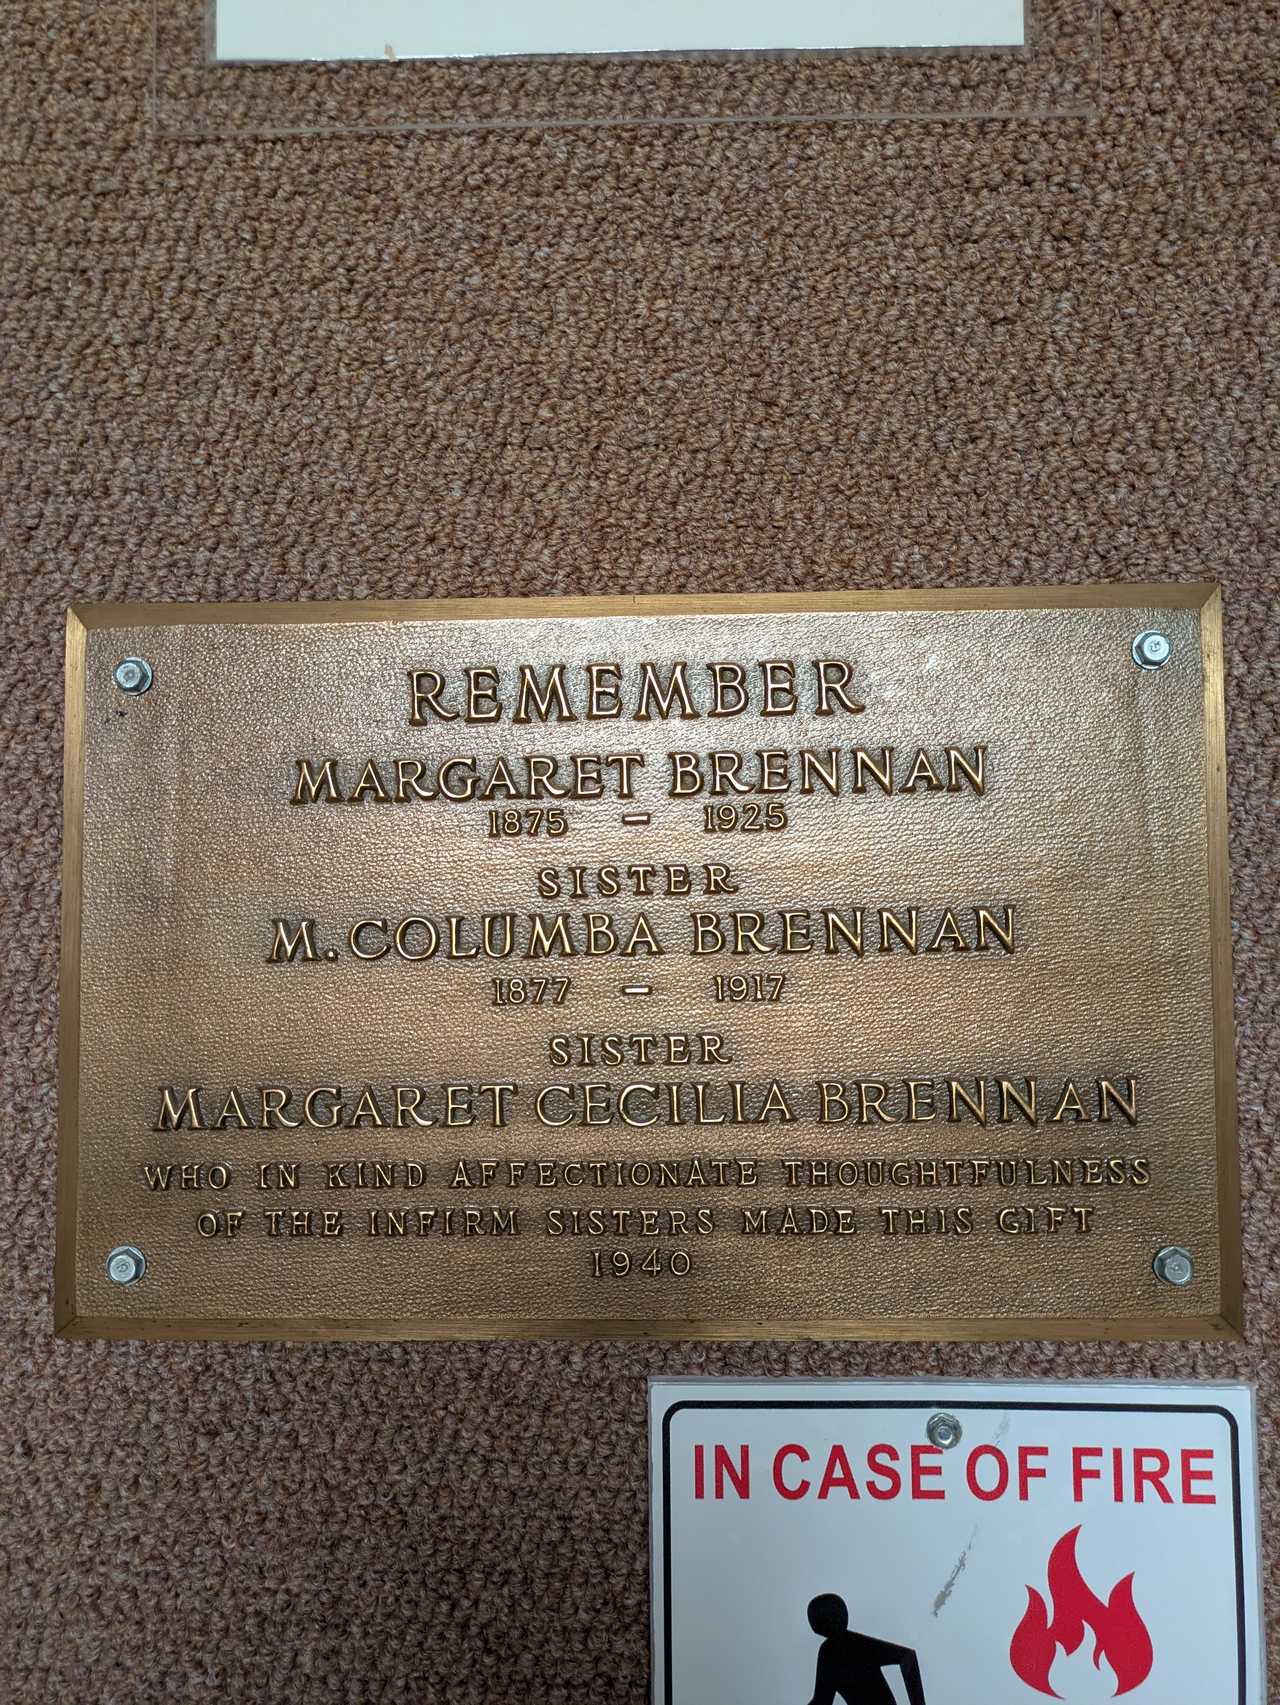 REMEMBER
MARGARET BRENNAN
1875 – 1925
SISTER
M. COLUMBA BRENNAN
1877 – 1917
SISTER
MARGARET CECILIA BRENNAN
WHO IN KIND AFFECTIONATE THOUGHTFULNESS
OF THE INFIRM SISTERS MADE THIS GIFT
1940
IN CASE OF FIRE